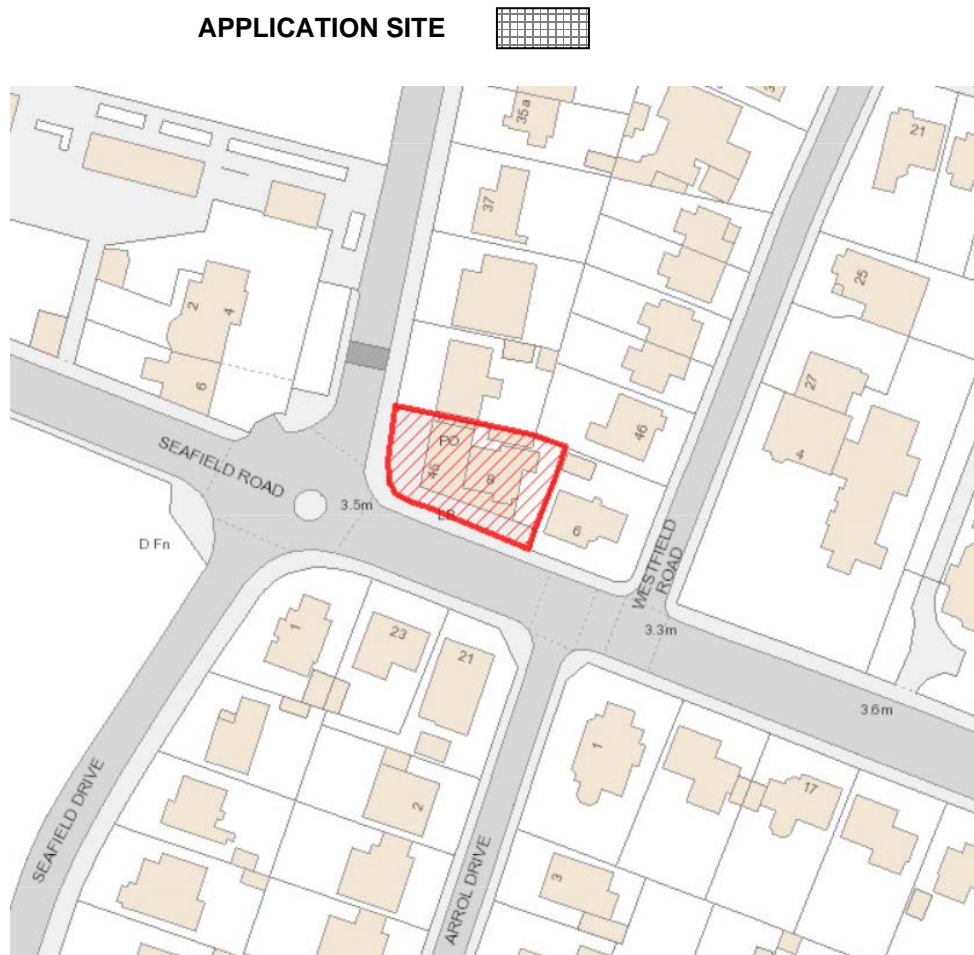 APPLICATION SITE
35a
21
37
25
2
4
6
27
PO
46
46
8
4
SEAFIELD ROAD
3.5m
LB
6
D Fn
WESTFIELD
ROAD
3.3m
1
23
21
3.6m
1
17
2
SEAFIELD DRIVE
ARROL DRIVE
3